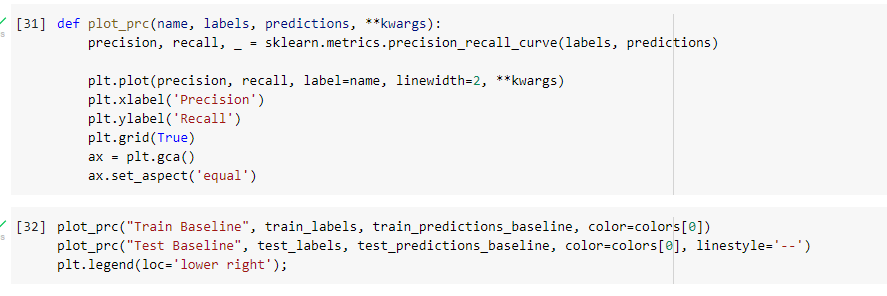 [31] def plot_prc(name, labels, predictions, **kwargs):
precision, recall, _ = sklearn.metrics.precision_recall_curve(labels, predictions)
plt.plot(precision, recall, label=name, linewidth=2, **kwargs)
plt.xlabel('Precision')
plt.ylabel('Recall')
plt.grid(True)
ax = plt.gca()
ax.set_aspect('equal')
[32] plot_prc("Train Baseline", train_labels, train_predictions_baseline, color=colors[0])
plot_prc("Test Baseline", test_labels, test_predictions_baseline, color=colors[0], linestyle='--')
plt.legend(loc='lower right');